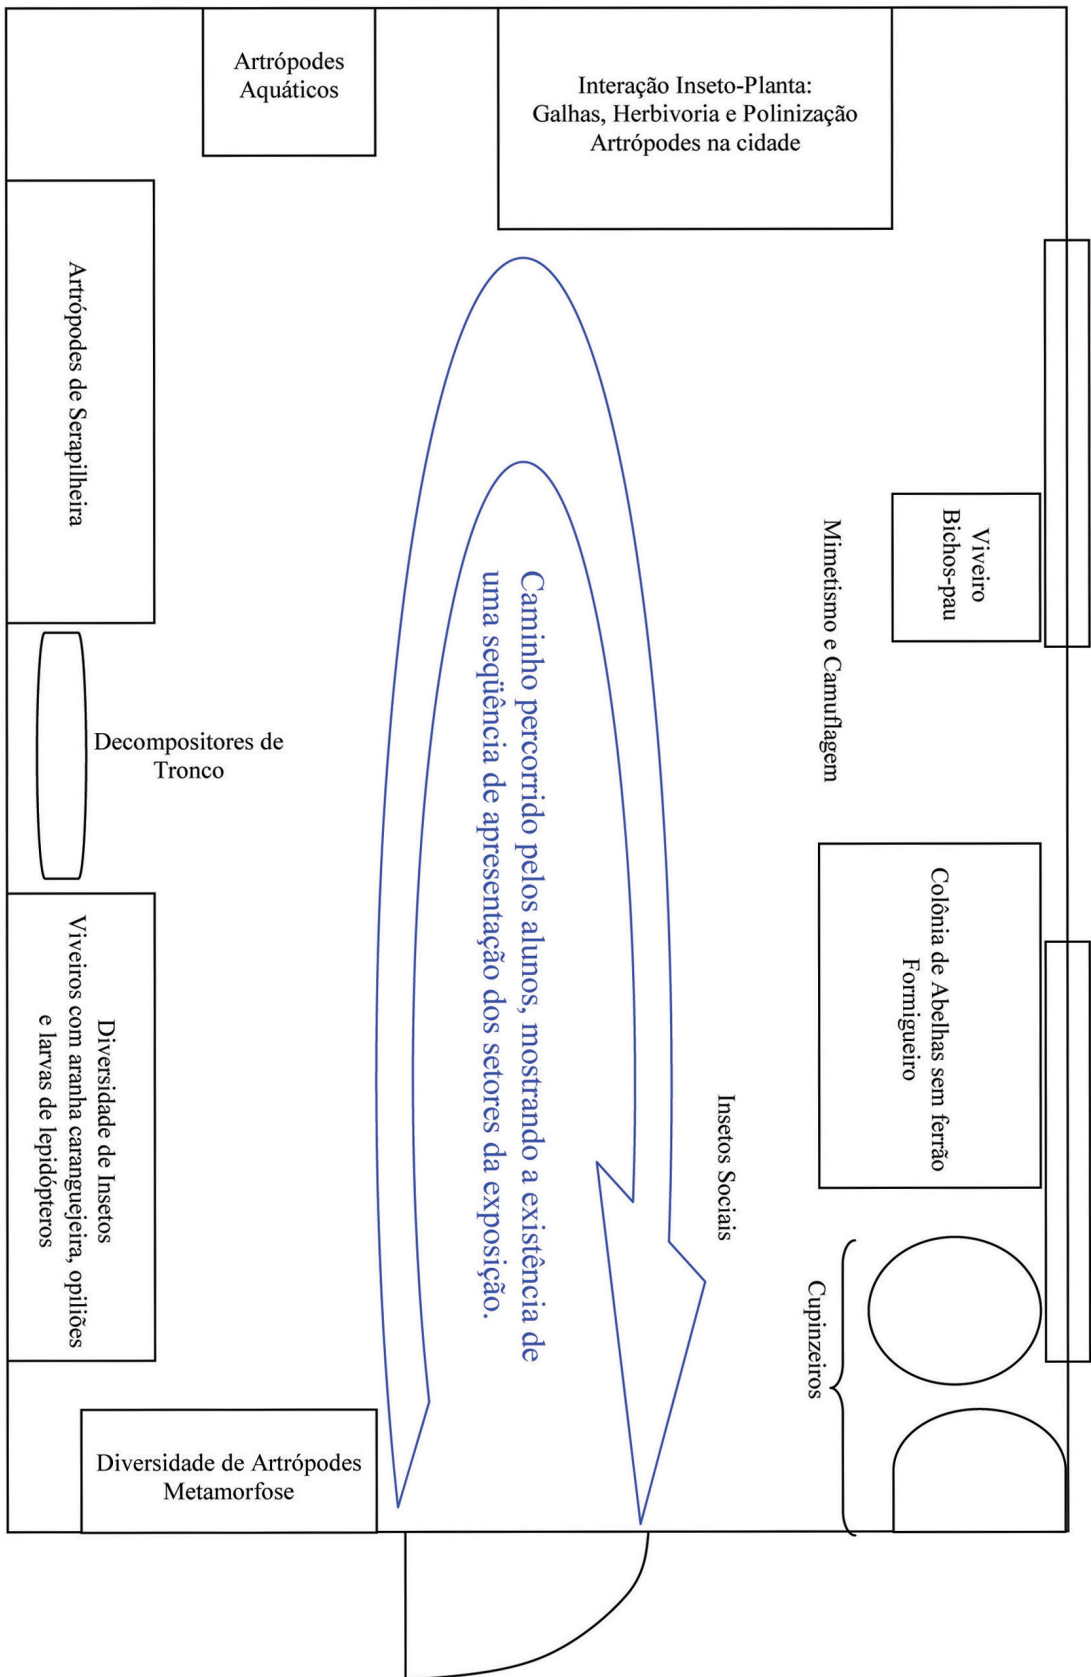 Artrópodes
Aquáticos
Interação Inseto-Planta:
Galhas, Herbivoria e Polinização
Artrópodes na cidade
Artrópodes de Serapilheira
Viveiro
Bichos-pau
Mimetismo e Camuflagem
Caminho percorrido pelos alunos, mostrando a existência de
uma seqüência de apresentação dos setores da exposição.
Decompositores de
Tronco
Colônia de Abelhas sem ferrão
Formigueiro
Insetos Sociais
Diversidade de Insetos
Viveiros com aranha caranguejeira, opiliões
e larvas de lepidópteros
Cupinzeiros
Diversidade de Artrópodes
Metamorfose